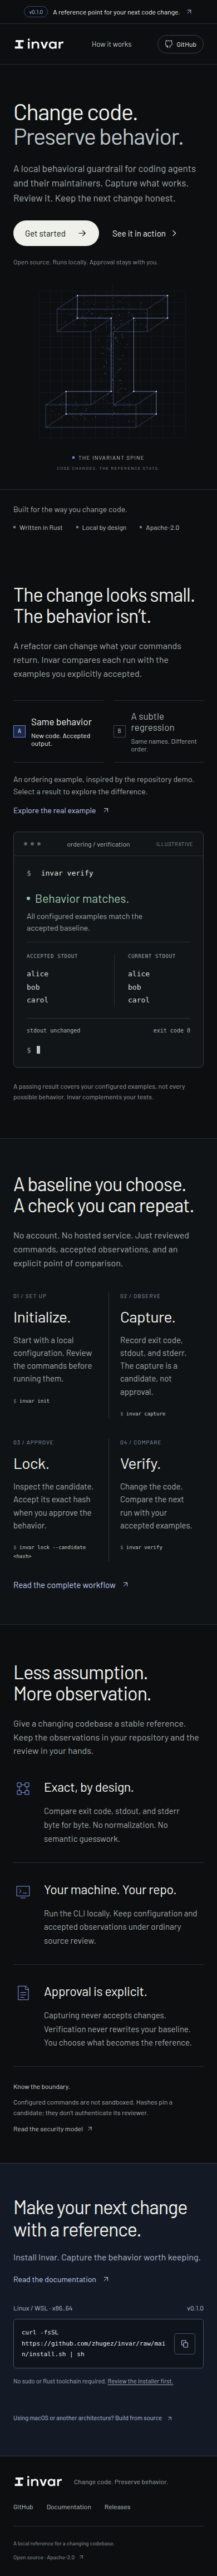 v0.1.0 A reference point for your next code change.
invar How it works GitHub
Change code.
Preserve behavior.
A local behavioral guardrail for coding agents
and their maintainers. Capture what works.
Review it. Keep the next change honest.
Get started See it in action
Open source. Runs locally. Approval stays with you.
THE INVARIANT SPINE
CODE CHANGES. THE REFERENCE STAYS.
Built for the way you change code.
Written in Rust Local by design Apache-2.0
The change looks small.
The behavior isn’t.
A refactor can change what your commands
return. Invar compares each run with the
examples you explicitly accepted.
A Same behavior
New code. Accepted
output.
B A subtle
regression
Same names. Different
order.
An ordering example, inspired by the repository demo.
Select a result to explore the difference.
Explore the real example
ordering / verification ILLUSTRATIVE
$ invar verify
Behavior matches.
All configured examples match the
accepted baseline.
ACCEPTED STDOUT CURRENT STDOUT
alice alice
bob bob
carol carol
stdout unchanged exit code 0
$
A passing result covers your configured examples, not every
possible behavior. Invar complements your tests.
A baseline you choose.
A check you can repeat.
No account. No hosted service. Just reviewed
commands, accepted observations, and an
explicit point of comparison.
01 / SET UP
Initialize.
Start with a local
configuration. Review
the commands before
running them.
$ invar init
02 / OBSERVE
Capture.
Record exit code,
stdout, and stderr.
The capture is a
candidate, not
approval.
$ invar capture
03 / APPROVE
Lock.
Inspect the candidate.
Accept its exact hash
when you approve the
behavior.
$ invar lock --candidate
<hash>
04 / COMPARE
Verify.
Change the code.
Compare the next
run with your
accepted examples.
$ invar verify
Read the complete workflow
Less assumption.
More observation.
Give a changing codebase a stable reference.
Keep the observations in your repository and the
review in your hands.
Exact, by design.
Compare exit code, stdout, and stderr
byte for byte. No normalization. No
semantic guesswork.
Your machine. Your repo.
Run the CLI locally. Keep configuration and
accepted observations under ordinary
source review.
Approval is explicit.
Capturing never accepts changes.
Verification never rewrites your baseline.
You choose what becomes the reference.
Know the boundary.
Configured commands are not sandboxed. Hashes pin a
candidate; they don’t authenticate its reviewer.
Read the security model
Make your next change
with a reference.
Install Invar. Capture the behavior worth keeping.
Read the documentation
Linux / WSL · x86_64 v0.1.0
curl -fsSL
https://github.com/zhugez/invar/raw/mai
n/install.sh | sh
No sudo or Rust toolchain required. Review the installer first.
Using macOS or another architecture? Build from source
invar Change code. Preserve behavior.
GitHub Documentation Releases
A local reference for a changing codebase.
Open source · Apache-2.0